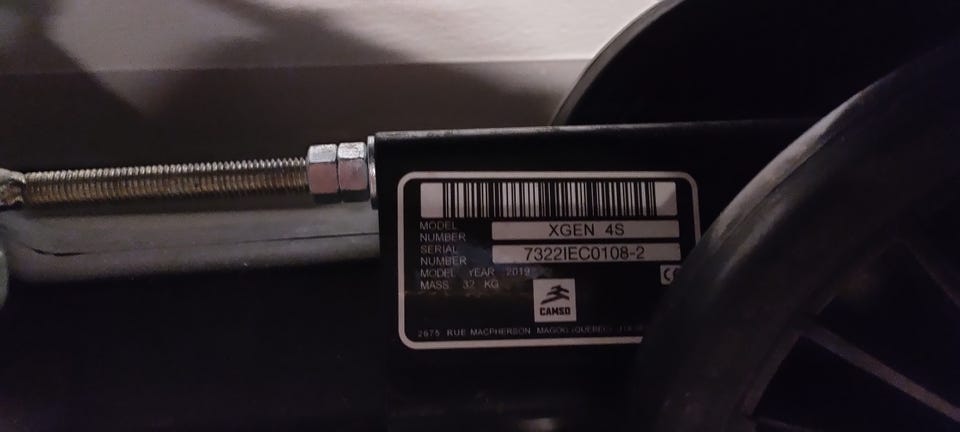 MODEL NUMBER XGEN 4S
SERIAL NUMBER 7322IEC0108-2
MODEL YEAR 2019
MASS 32 KG
CAMSO
2675 RUE MACPHERSON MAGOG (QUEBEC)